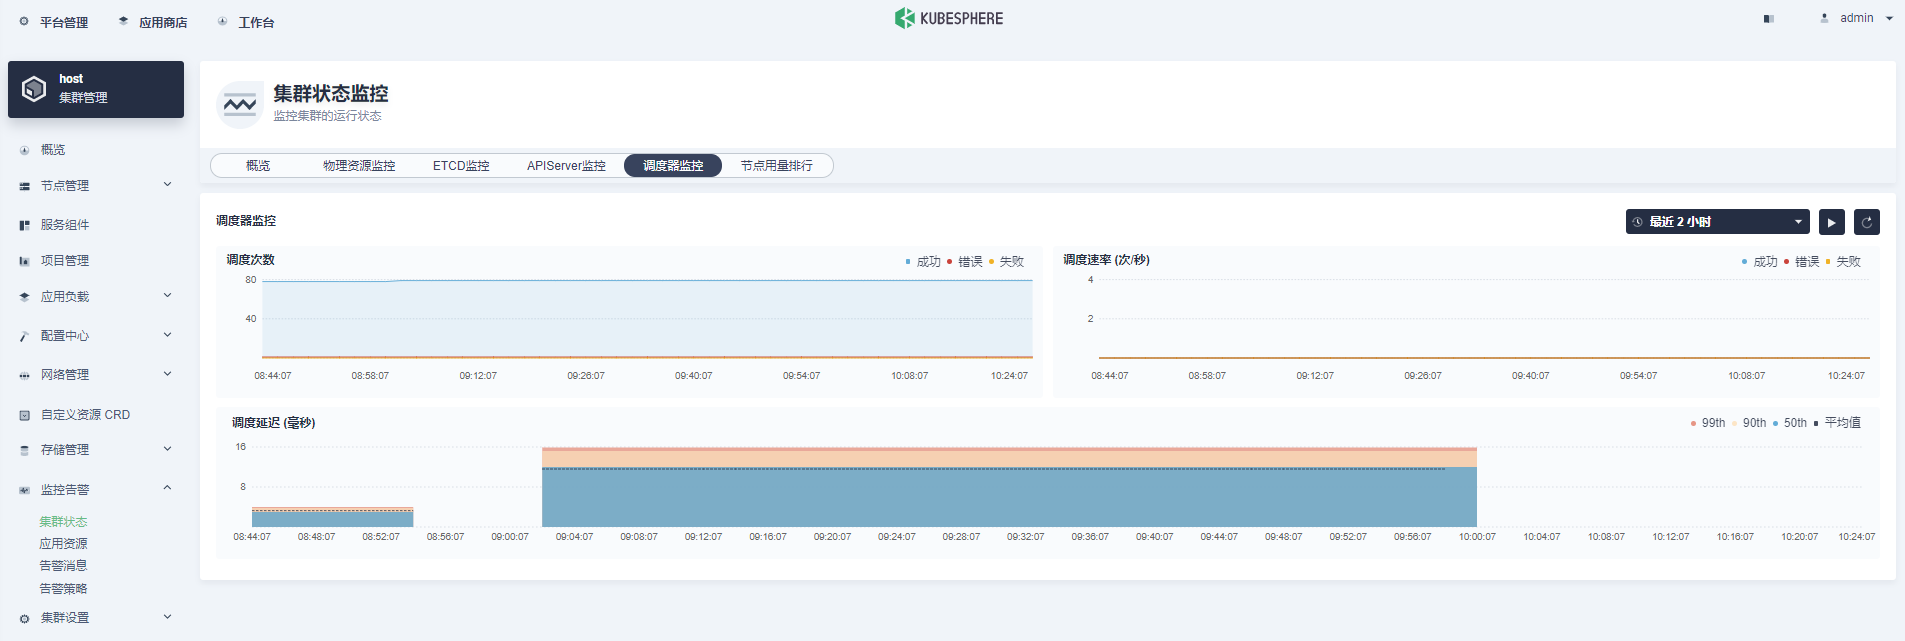 平台管理 应用商店 工作台 KUBESPHERE admin
host
集群管理
概览
节点管理
服务组件
项目管理
应用负载
配置中心
网络管理
自定义资源 CRD
存储管理
监控告警
集群状态
应用资源
告警消息
告警策略
集群设置
集群状态监控
监控集群的运行状态
概览 物理资源监控 ETCD监控 APIServer监控 调度器监控 节点用量排行
调度器监控 最近 2 小时
调度次数 成功 错误 失败
80
40
08:44:07 08:58:07 09:12:07 09:26:07 09:40:07 09:54:07 10:08:07 10:24:07
调度速率 (次/秒) 成功 错误 失败
4
2
08:44:07 08:58:07 09:12:07 09:26:07 09:40:07 09:54:07 10:08:07 10:24:07
调度延迟 (毫秒) 99th 90th 50th 平均值
16
8
08:44:07 08:48:07 08:52:07 08:56:07 09:00:07 09:04:07 09:08:07 09:12:07 09:16:07 09:20:07 09:24:07 09:28:07 09:32:07 09:36:07 09:40:07 09:44:07 09:48:07 09:52:07 09:56:07 10:00:07 10:04:07 10:08:07 10:12:07 10:16:07 10:20:07 10:24:07